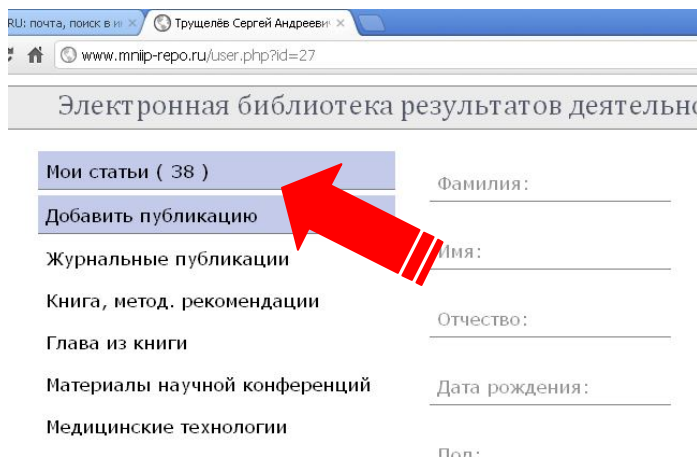 RU: почта, поиск в ин
Трущелёв Сергей Андрееви
www.mniip-repo.ru/user.php?id=27
Электронная библиотека результатов деятельно
Мои статьи ( 38 )
Добавить публикацию
Журнальные публикации
Книга, метод. рекомендации
Глава из книги
Материалы научной конференций
Медицинские технологии
Фамилия:
Имя:
Отчество:
Дата рождения:
Пол: